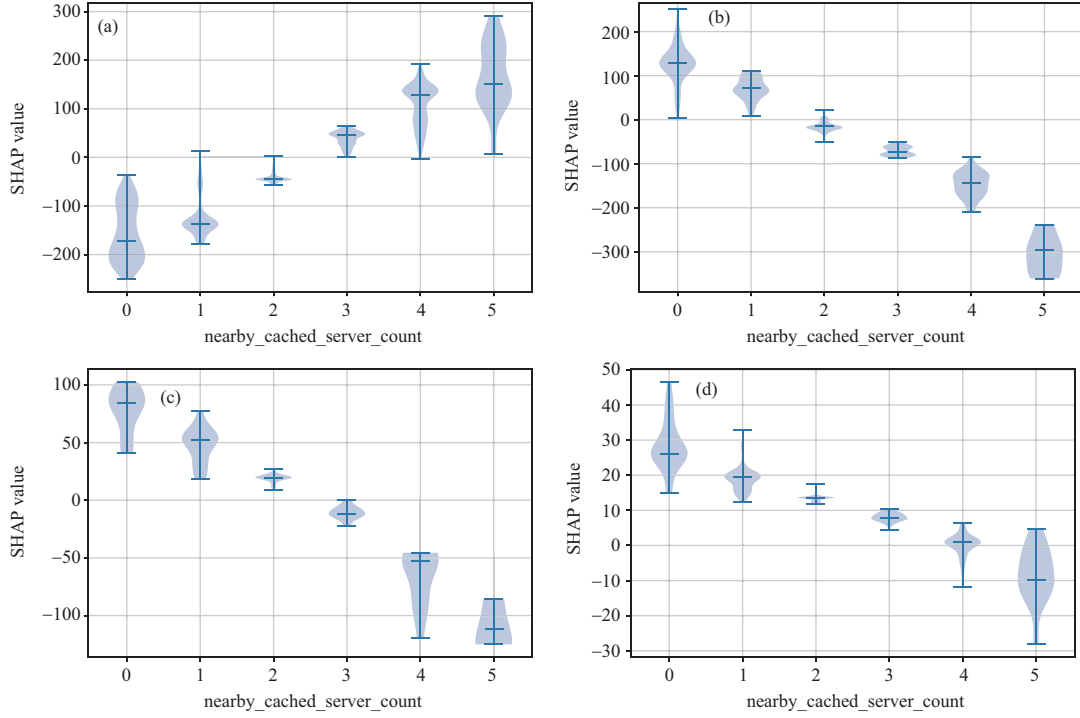 (a)
300
200
100
0
−100
−200
SHAP value
0 1 2 3 4 5
nearby_cached_server_count
(b)
200
100
0
−100
−200
−300
SHAP value
0 1 2 3 4 5
nearby_cached_server_count
(c)
100
50
0
−50
−100
SHAP value
0 1 2 3 4 5
nearby_cached_server_count
(d)
50
40
30
20
10
0
−10
−20
−30
SHAP value
0 1 2 3 4 5
nearby_cached_server_count